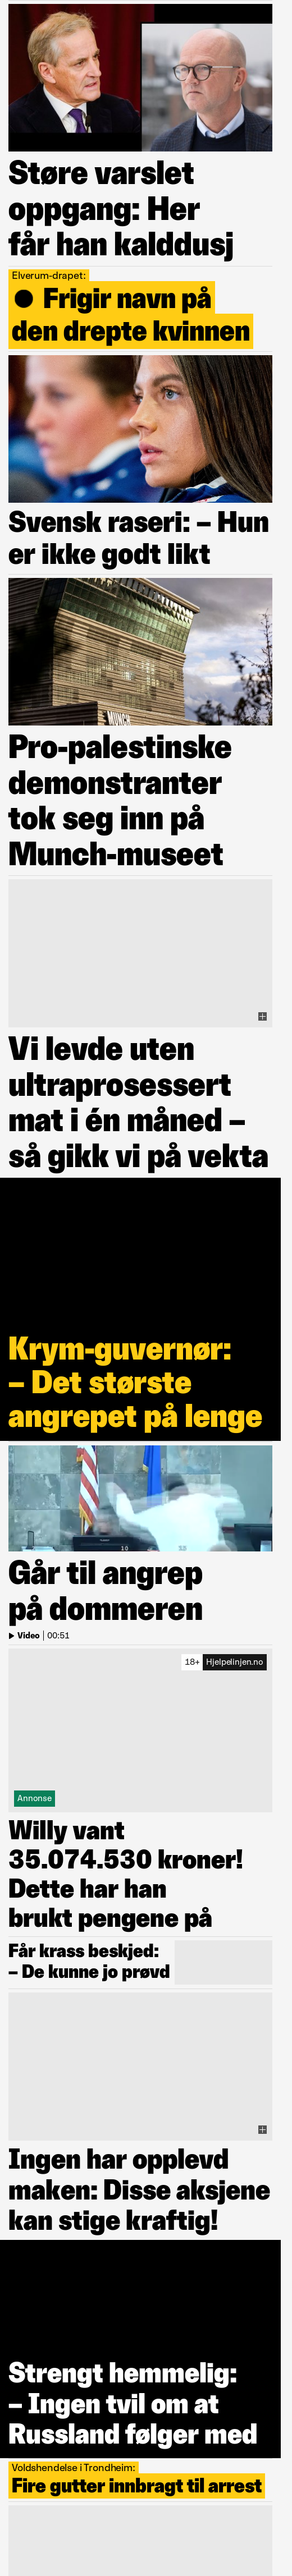 Støre varslet
oppgang: Her
får han kalddusj
Elverum-drapet:
Frigir navn på
den drepte kvinnen
Svensk raseri: – Hun
er ikke godt likt
MUNCH
Pro-palestinske
demonstranter
tok seg inn på
Munch-museet
Vi levde uten
ultraprosessert
mat i én måned –
så gikk vi på vekta
Krym-guvernør:
– Det største
angrepet på lenge
Går til angrep
på dommeren
Video | 00:51
18+ Hjelpelinjen.no
Annonse
Willy vant
35.074.530 kroner!
Dette har han
brukt pengene på
Får krass beskjed:
– De kunne jo prøvd
Ingen har opplevd
maken: Disse aksjene
kan stige kraftig!
Strengt hemmelig:
– Ingen tvil om at
Russland følger med
Voldshendelse i Trondheim:
Fire gutter innbragt til arrest